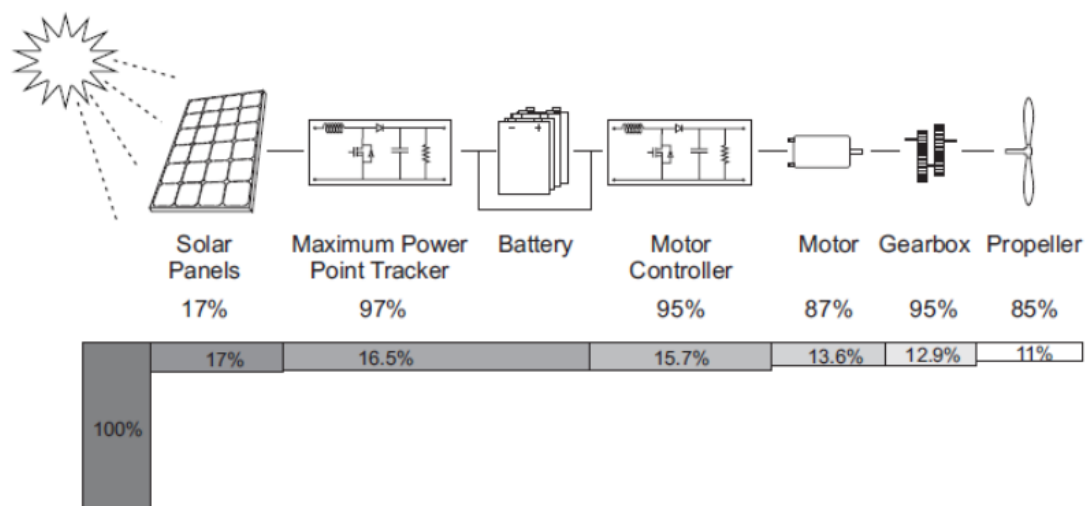 − +
Solar Panels
Maximum Power Point Tracker
Battery
Motor Controller
Motor
Gearbox
Propeller
17%
97%
95%
87%
95%
85%
17%
16.5%
15.7%
13.6%
12.9%
11%
100%